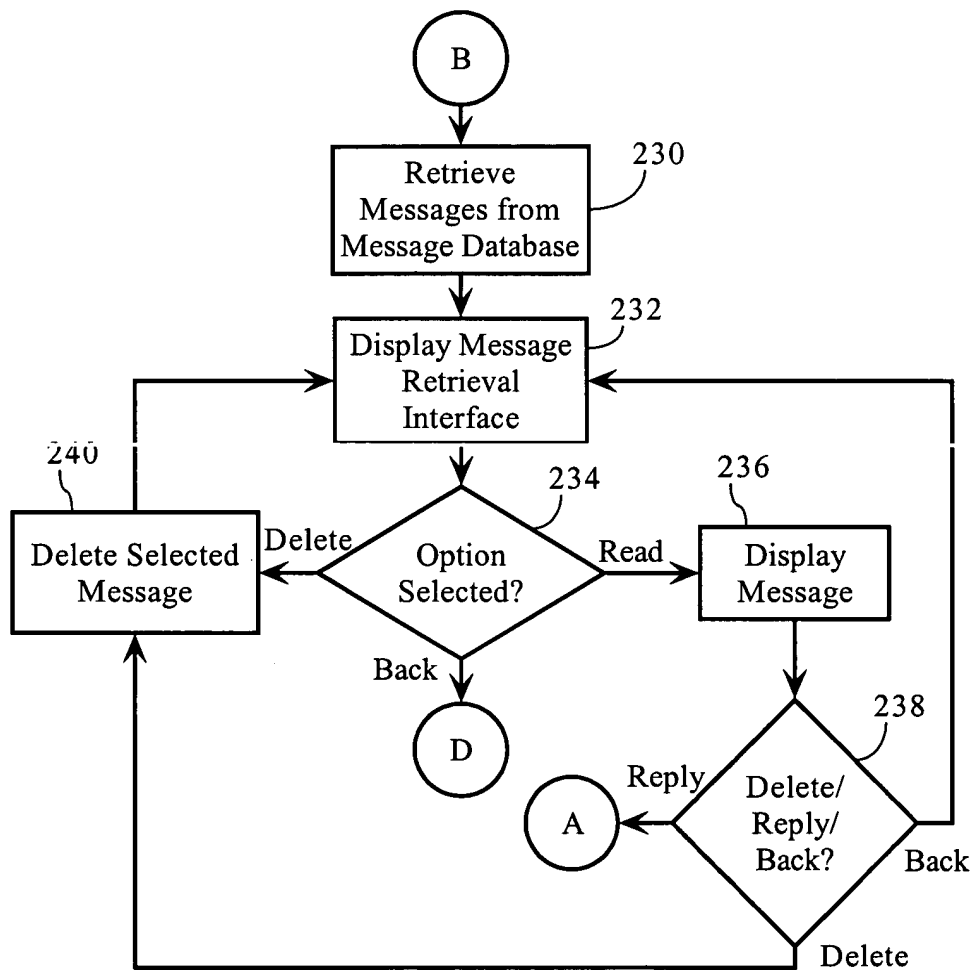 B
230
Retrieve
Messages from
Message Database
232
Display Message
Retrieval
Interface
240
234
236
Delete Selected
Message
Delete
Option
Selected?
Read
Display
Message
Back
D
238
Reply
A
Delete/
Reply/
Back?
Back
Delete